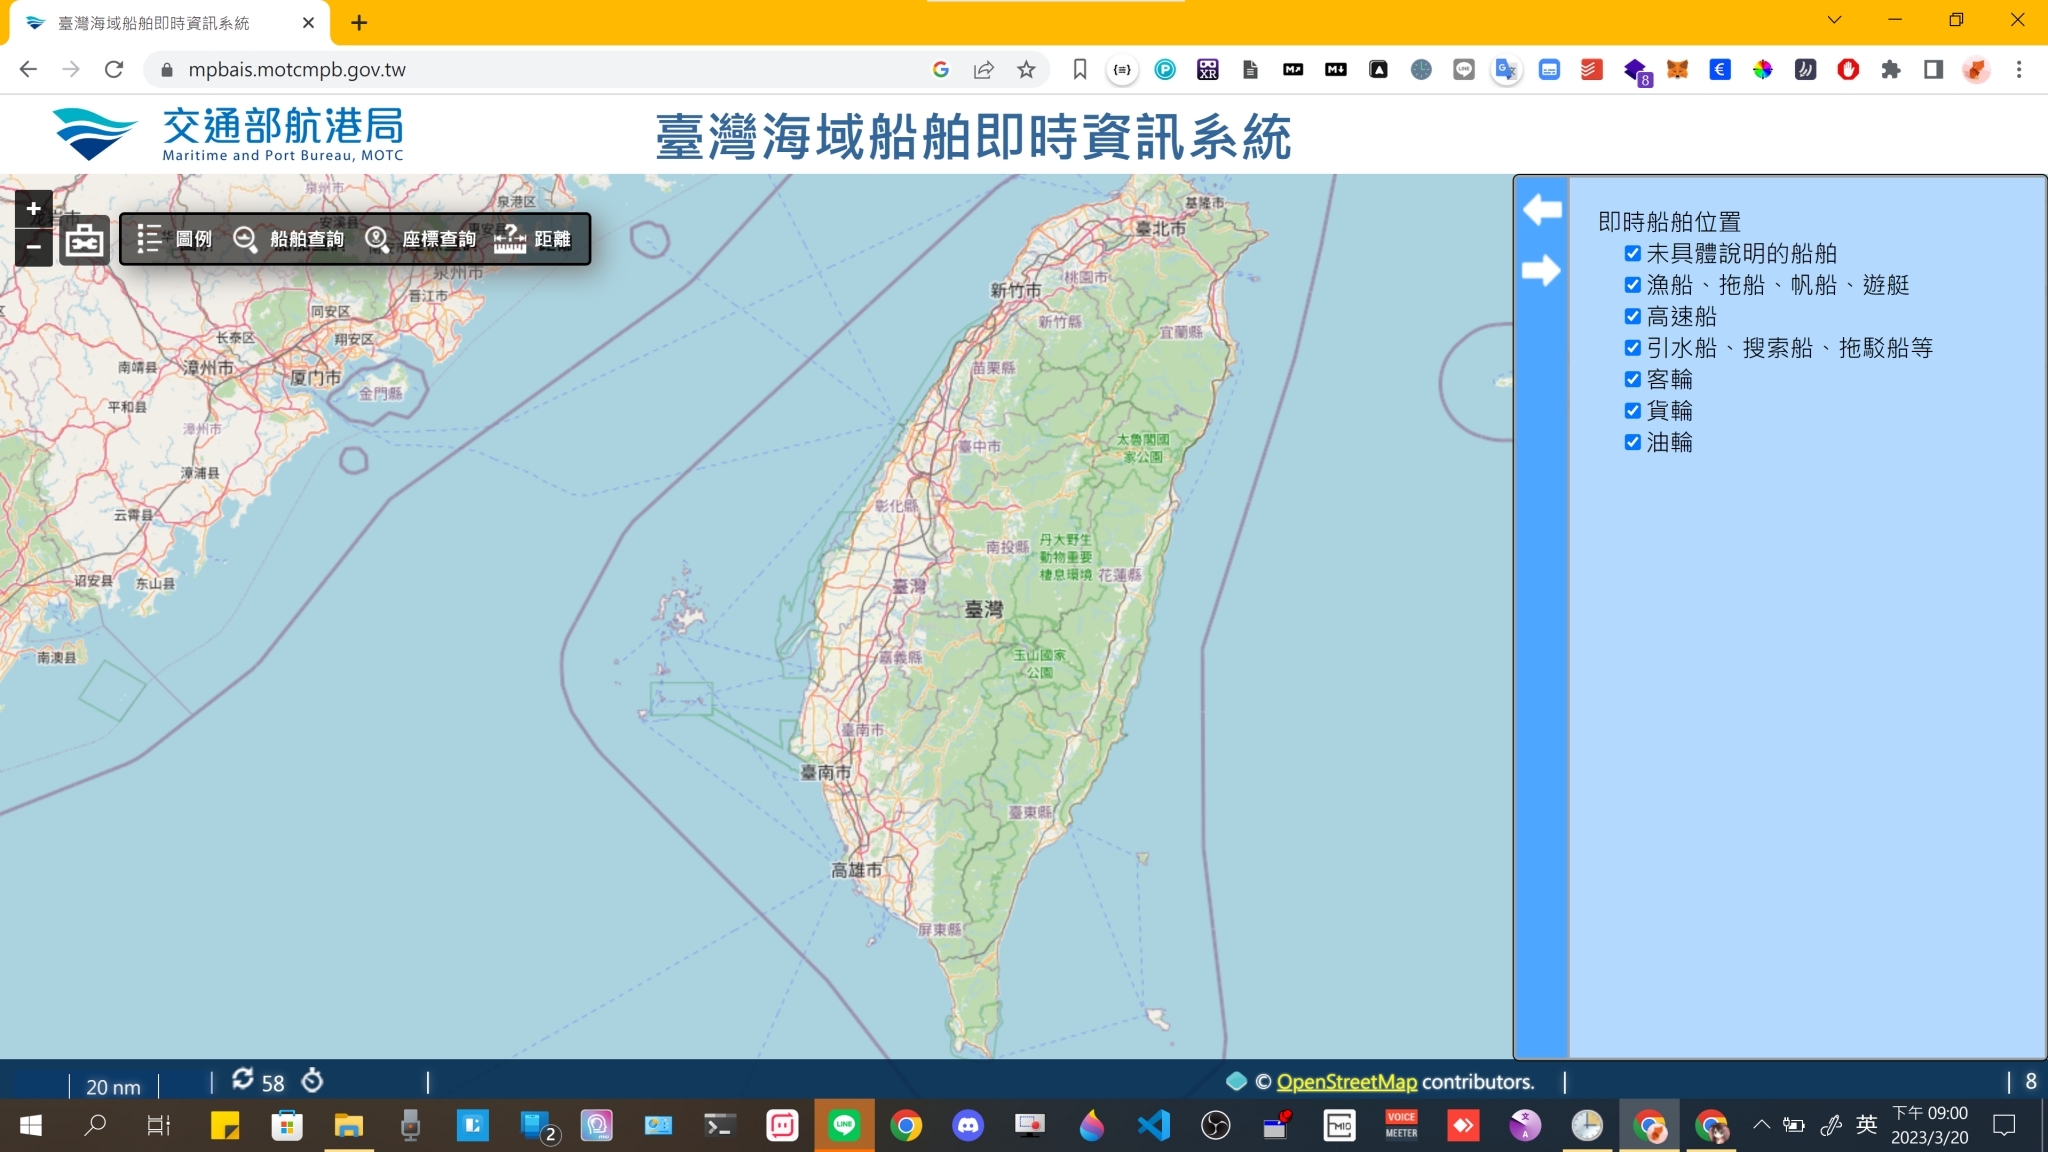 臺灣海域船舶即時資訊系統
mpbais.motcmpb.gov.tw
交通部航港局
Maritime and Port Bureau, MOTC
臺灣海域船舶即時資訊系統
+
−
圖例
船舶查詢
座標查詢
距離
泉州市
泉港区
安溪县
泉州市
晋江市
同安区
长泰区
翔安区
南靖县
漳州市
厦门市
金門縣
平和县
漳州市
漳浦县
云霄县
诏安县
东山县
南澳县
基隆市
臺北市
桃園市
新竹市
新竹縣
宜蘭縣
苗栗縣
太魯閣國
家公園
臺中市
彰化縣
南投縣
丹大野生
動物重要
棲息環境
花蓮縣
臺灣
臺灣
玉山國家
公園
嘉義縣
臺南市
臺南市
臺東縣
高雄市
屏東縣
即時船舶位置
未具體說明的船舶
漁船、拖船、帆船、遊艇
高速船
引水船、搜索船、拖駁船等
客輪
貨輪
油輪
20 nm
58
© OpenStreetMap contributors.
8
8
2
LINE
VOICE
MEETER
英
下午 09:00
2023/3/20